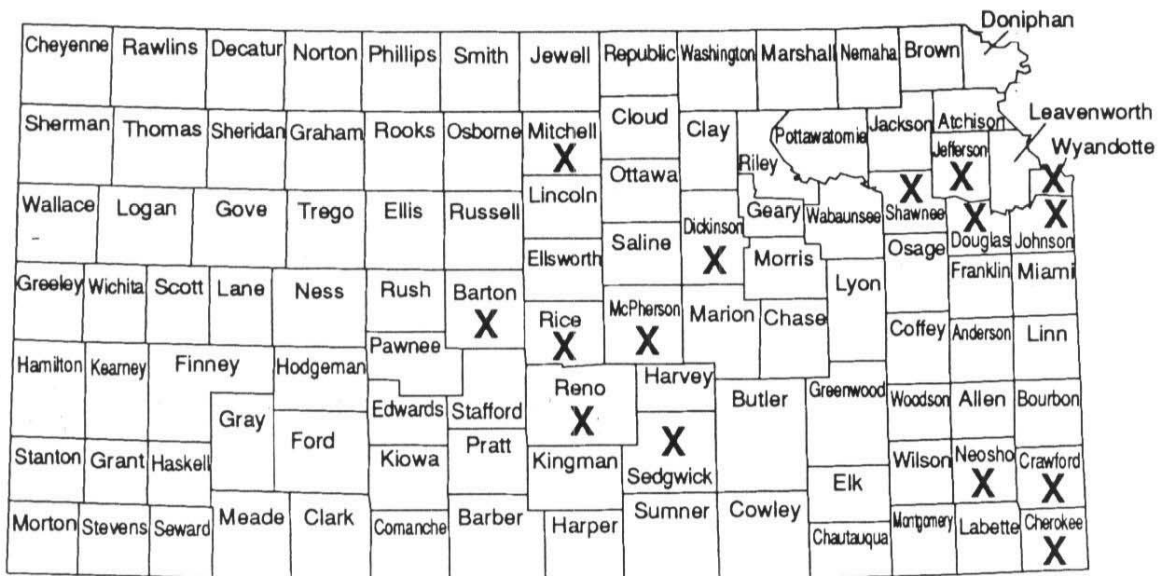 Doniphan
Cheyenne Rawlins Decatur Norton Phillips Smith Jewell Republic Washington Marshall Nemaha Brown
Leavenworth
Wyandotte
Sherman Thomas Sheridan Graham Rooks Osborne Mitchell Cloud Clay Riley Pottawatomie Jackson Atchison
X Jefferson
X X X
Wallace Logan Gove Trego Ellis Russell Lincoln Ottawa Dickinson Geary Wabaunsee Shawnee Douglas Johnson
X X X
Ellsworth Saline Morris Osage Franklin Miami
Greeley Wichita Scott Lane Ness Rush Barton Rice McPherson Marion Chase Lyon Coffey Anderson Linn
X X X
Hamilton Kearney Finney Hodgeman Pawnee Reno Harvey Butler Greenwood Woodson Allen Bourbon
Gray Ford Edwards Stafford X X
Stanton Grant Haskell Kiowa Pratt Kingman Sedgwick Elk Wilson Neosho Crawford
X X
Morton Stevens Seward Meade Clark Comanche Barber Harper Sumner Cowley Chautauqua Montgomery Labette Cherokee
X